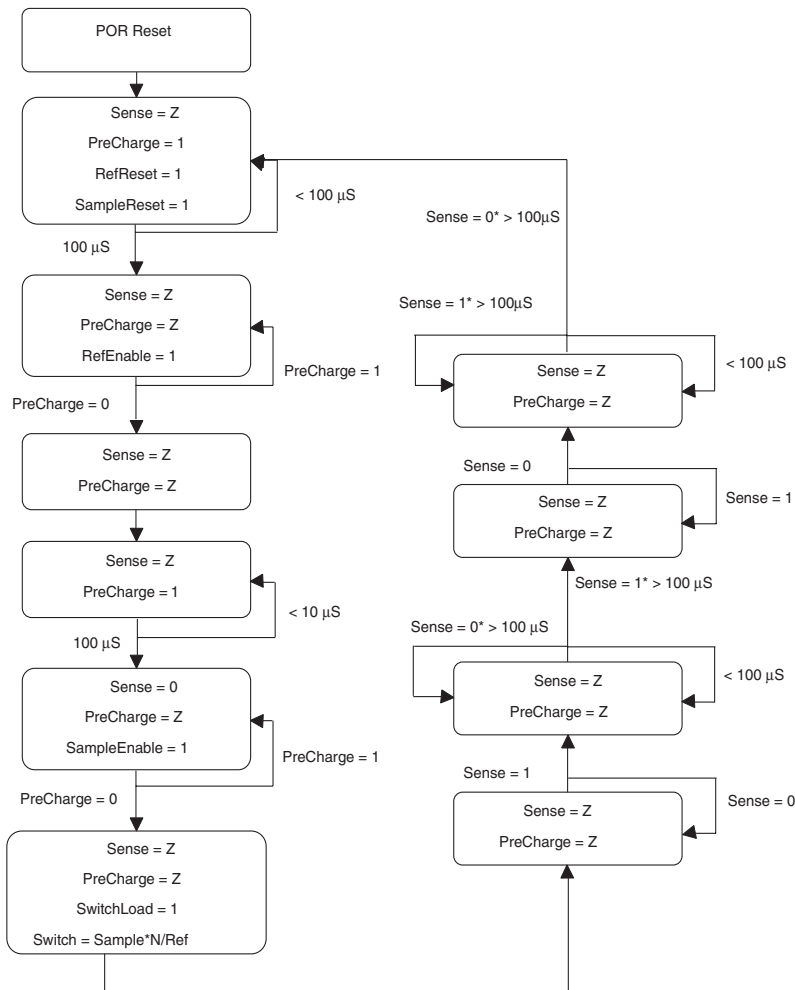 POR Reset
Sense = Z
PreCharge = 1
RefReset = 1
SampleReset = 1
< 100 μS
100 μS
Sense = Z
PreCharge = Z
RefEnable = 1
PreCharge = 1
PreCharge = 0
Sense = Z
PreCharge = Z
Sense = Z
PreCharge = 1
< 10 μS
100 μS
Sense = 0
PreCharge = Z
SampleEnable = 1
PreCharge = 1
PreCharge = 0
Sense = Z
PreCharge = Z
SwitchLoad = 1
Switch = Sample*N/Ref
Sense = 0* > 100μS
Sense = 1* > 100μS
Sense = Z
PreCharge = Z
< 100 μS
Sense = 0
Sense = Z
PreCharge = Z
Sense = 1
Sense = 1* > 100 μS
Sense = 0* > 100 μS
Sense = Z
PreCharge = Z
< 100 μS
Sense = 1
Sense = Z
PreCharge = Z
Sense = 0